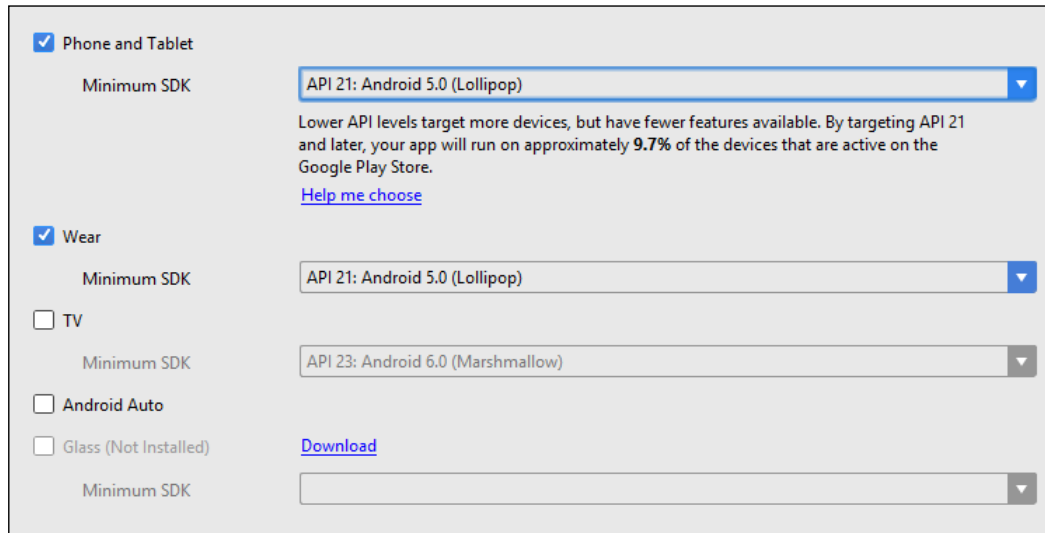 Phone and Tablet
Minimum SDK
API 21: Android 5.0 (Lollipop)
Lower API levels target more devices, but have fewer features available. By targeting API 21
and later, your app will run on approximately 9.7% of the devices that are active on the
Google Play Store.
Help me choose
Wear
Minimum SDK
API 21: Android 5.0 (Lollipop)
TV
Minimum SDK
API 23: Android 6.0 (Marshmallow)
Android Auto
Glass (Not Installed)
Download
Minimum SDK